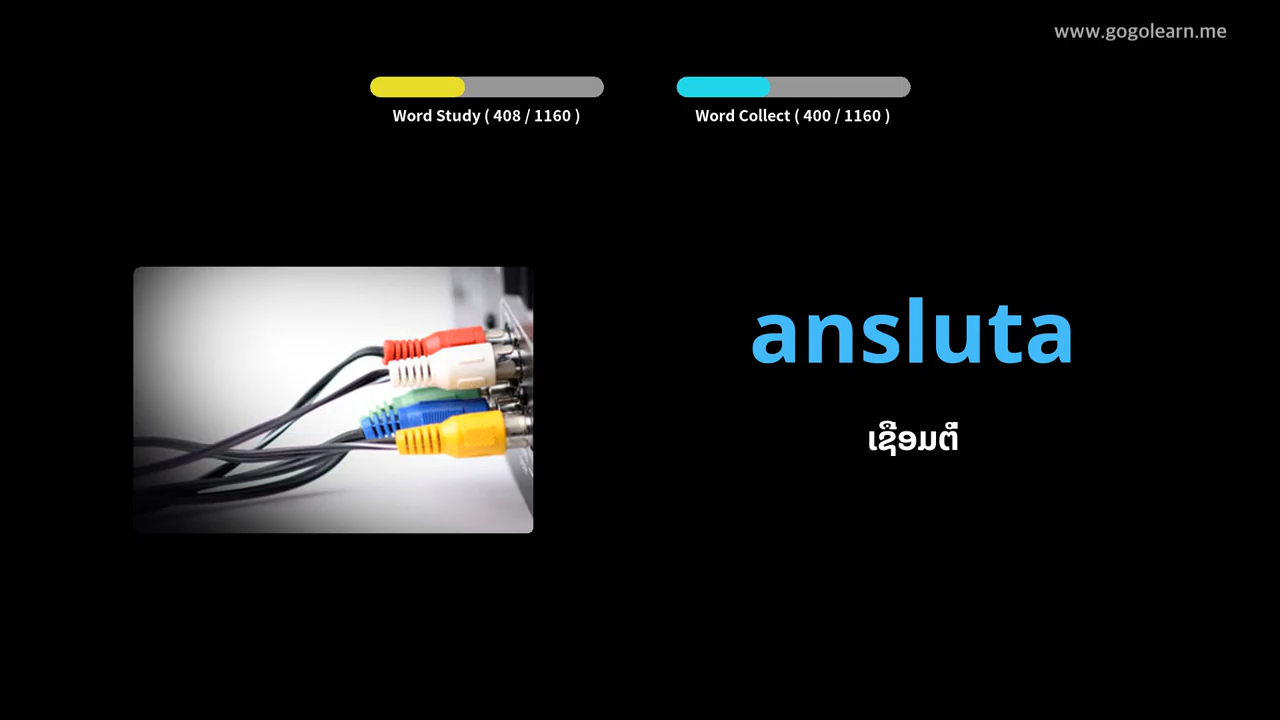 www.gogolearn.me
Word Study ( 408 / 1160 )
Word Collect ( 400 / 1160 )
ansluta
ເຊື່ອມຕໍ່